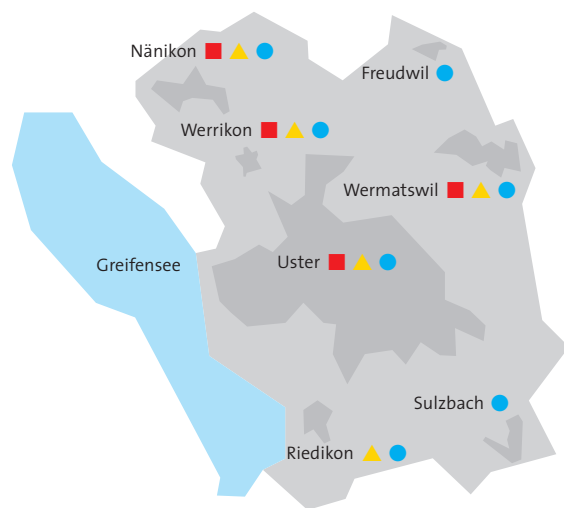 Nänikon
Freudwil
Werrikon
Wermatswil
Greifensee
Uster
Sulzbach
Riedikon